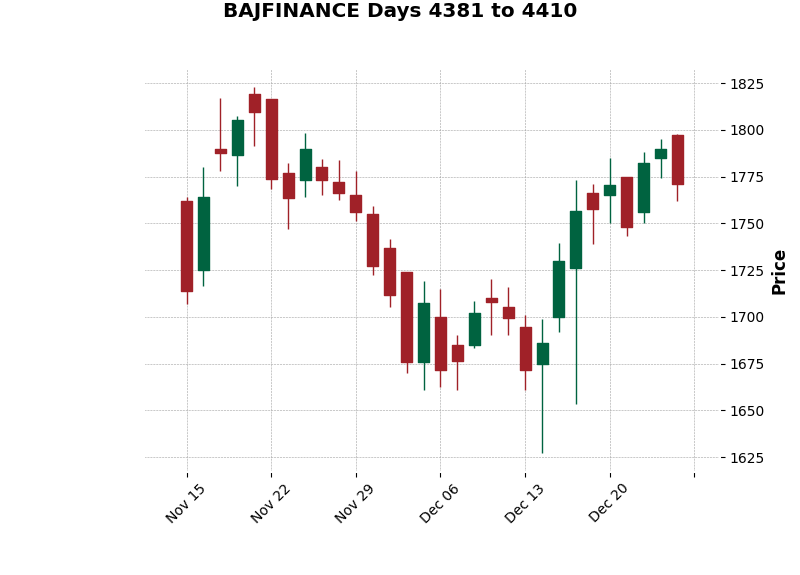 BAJFINANCE Days 4381 to 4410
1825
1800
1775
1750
1725
1700
1675
1650
1625
Price
Nov 15
Nov 22
Nov 29
Dec 06
Dec 13
Dec 20